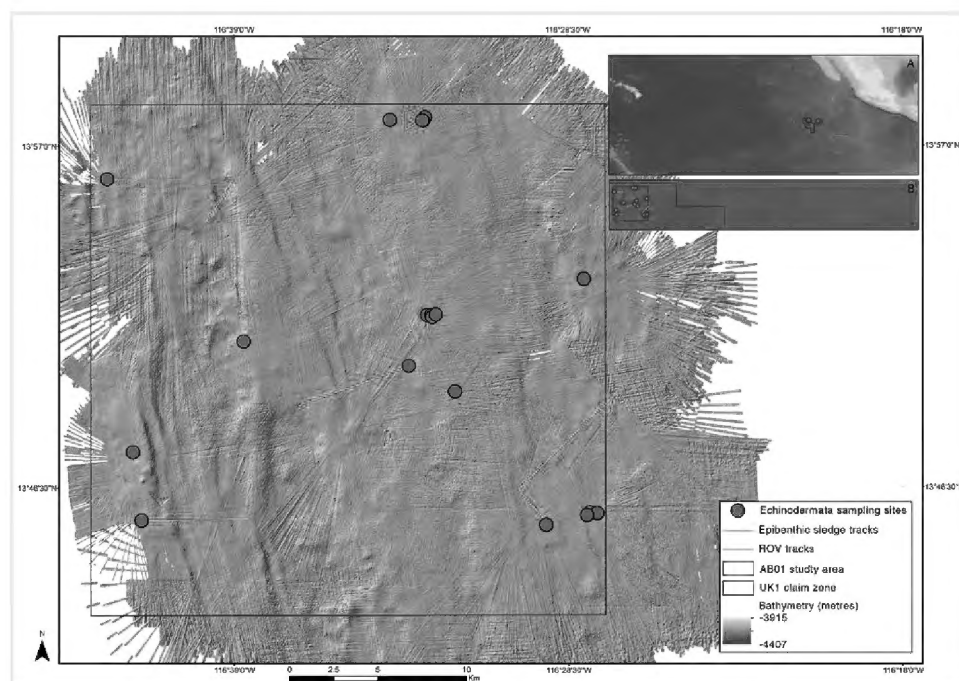 116°39'0"W 116°28'30"W 116°18'0"W
A
13°57'0"N 13°57'0"N
B
13°46'30"N 13°46'30"N
Echinodermata sampling sites
Epibenthic sledge tracks
ROV tracks
AB01 studty area
UK1 claim zone
Bathymetry (metres)
-3915
-4407
N
116°39'0"W 116°28'30"W 116°18'0"W
0 2.5 5 10
Km